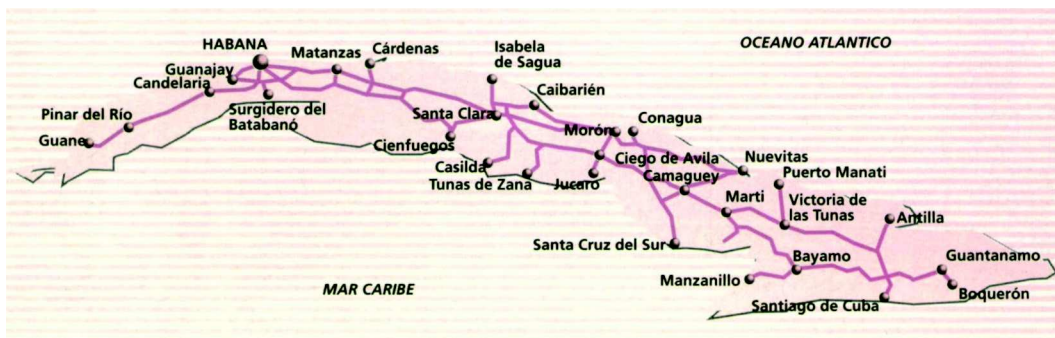 OCEANO ATLANTICO
HABANA
Matanzas
Cárdenas
Isabela
de Sagua
Guanajay
Candelaria
Caibarién
Pinar del Río
Surgidero del
Batabanó
Santa Clara
Morón
Conagua
Guane
Cienfuegos
Casilda
Tunas de Zana
Jucaro
Ciego de Avila
Camaguey
Nuevitas
Puerto Manati
Marti
Victoria de
las Tunas
Antilla
Santa Cruz del Sur
Bayamo
Guantanamo
Manzanillo
Boquerón
MAR CARIBE
Santiago de Cuba